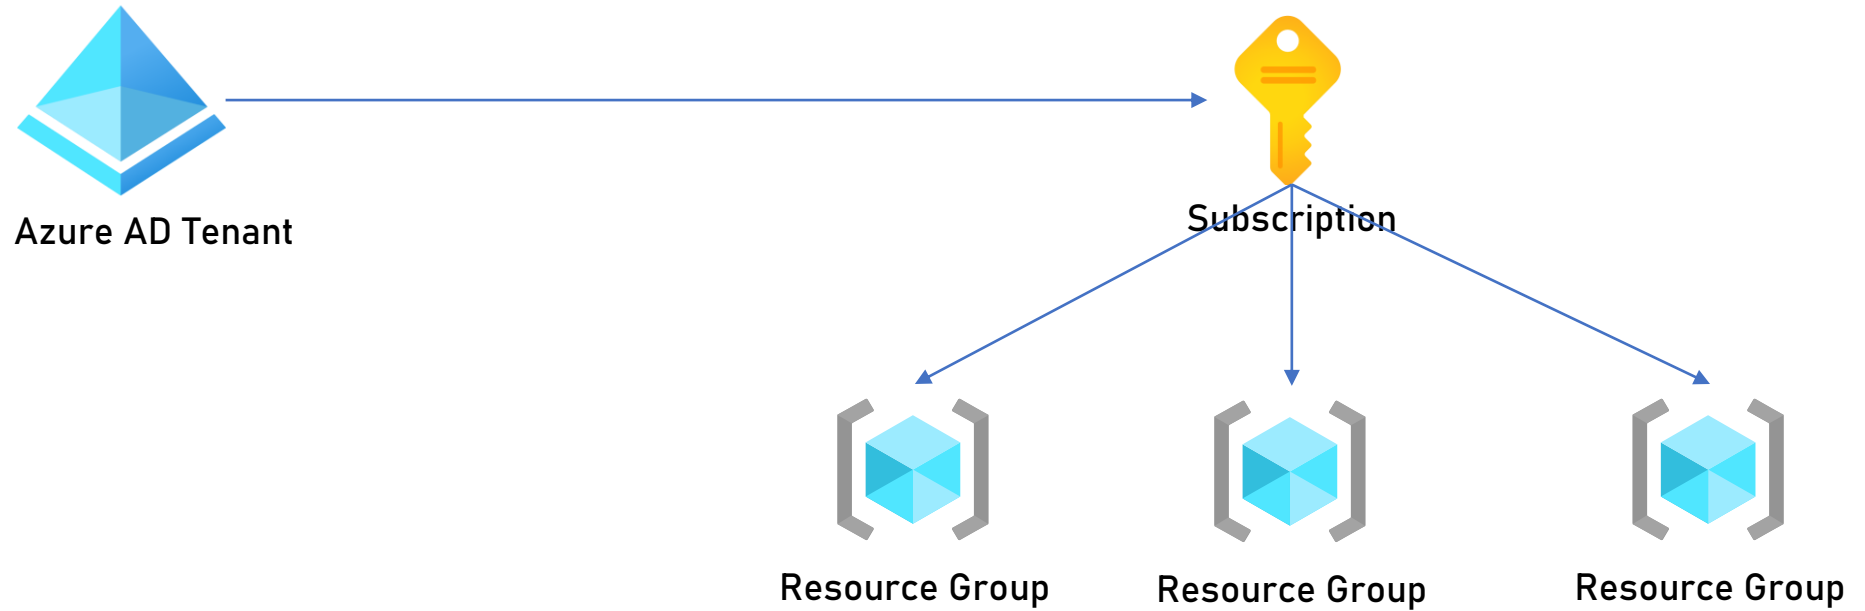 Azure AD Tenant
Subscription
Resource Group
Resource Group
Resource Group